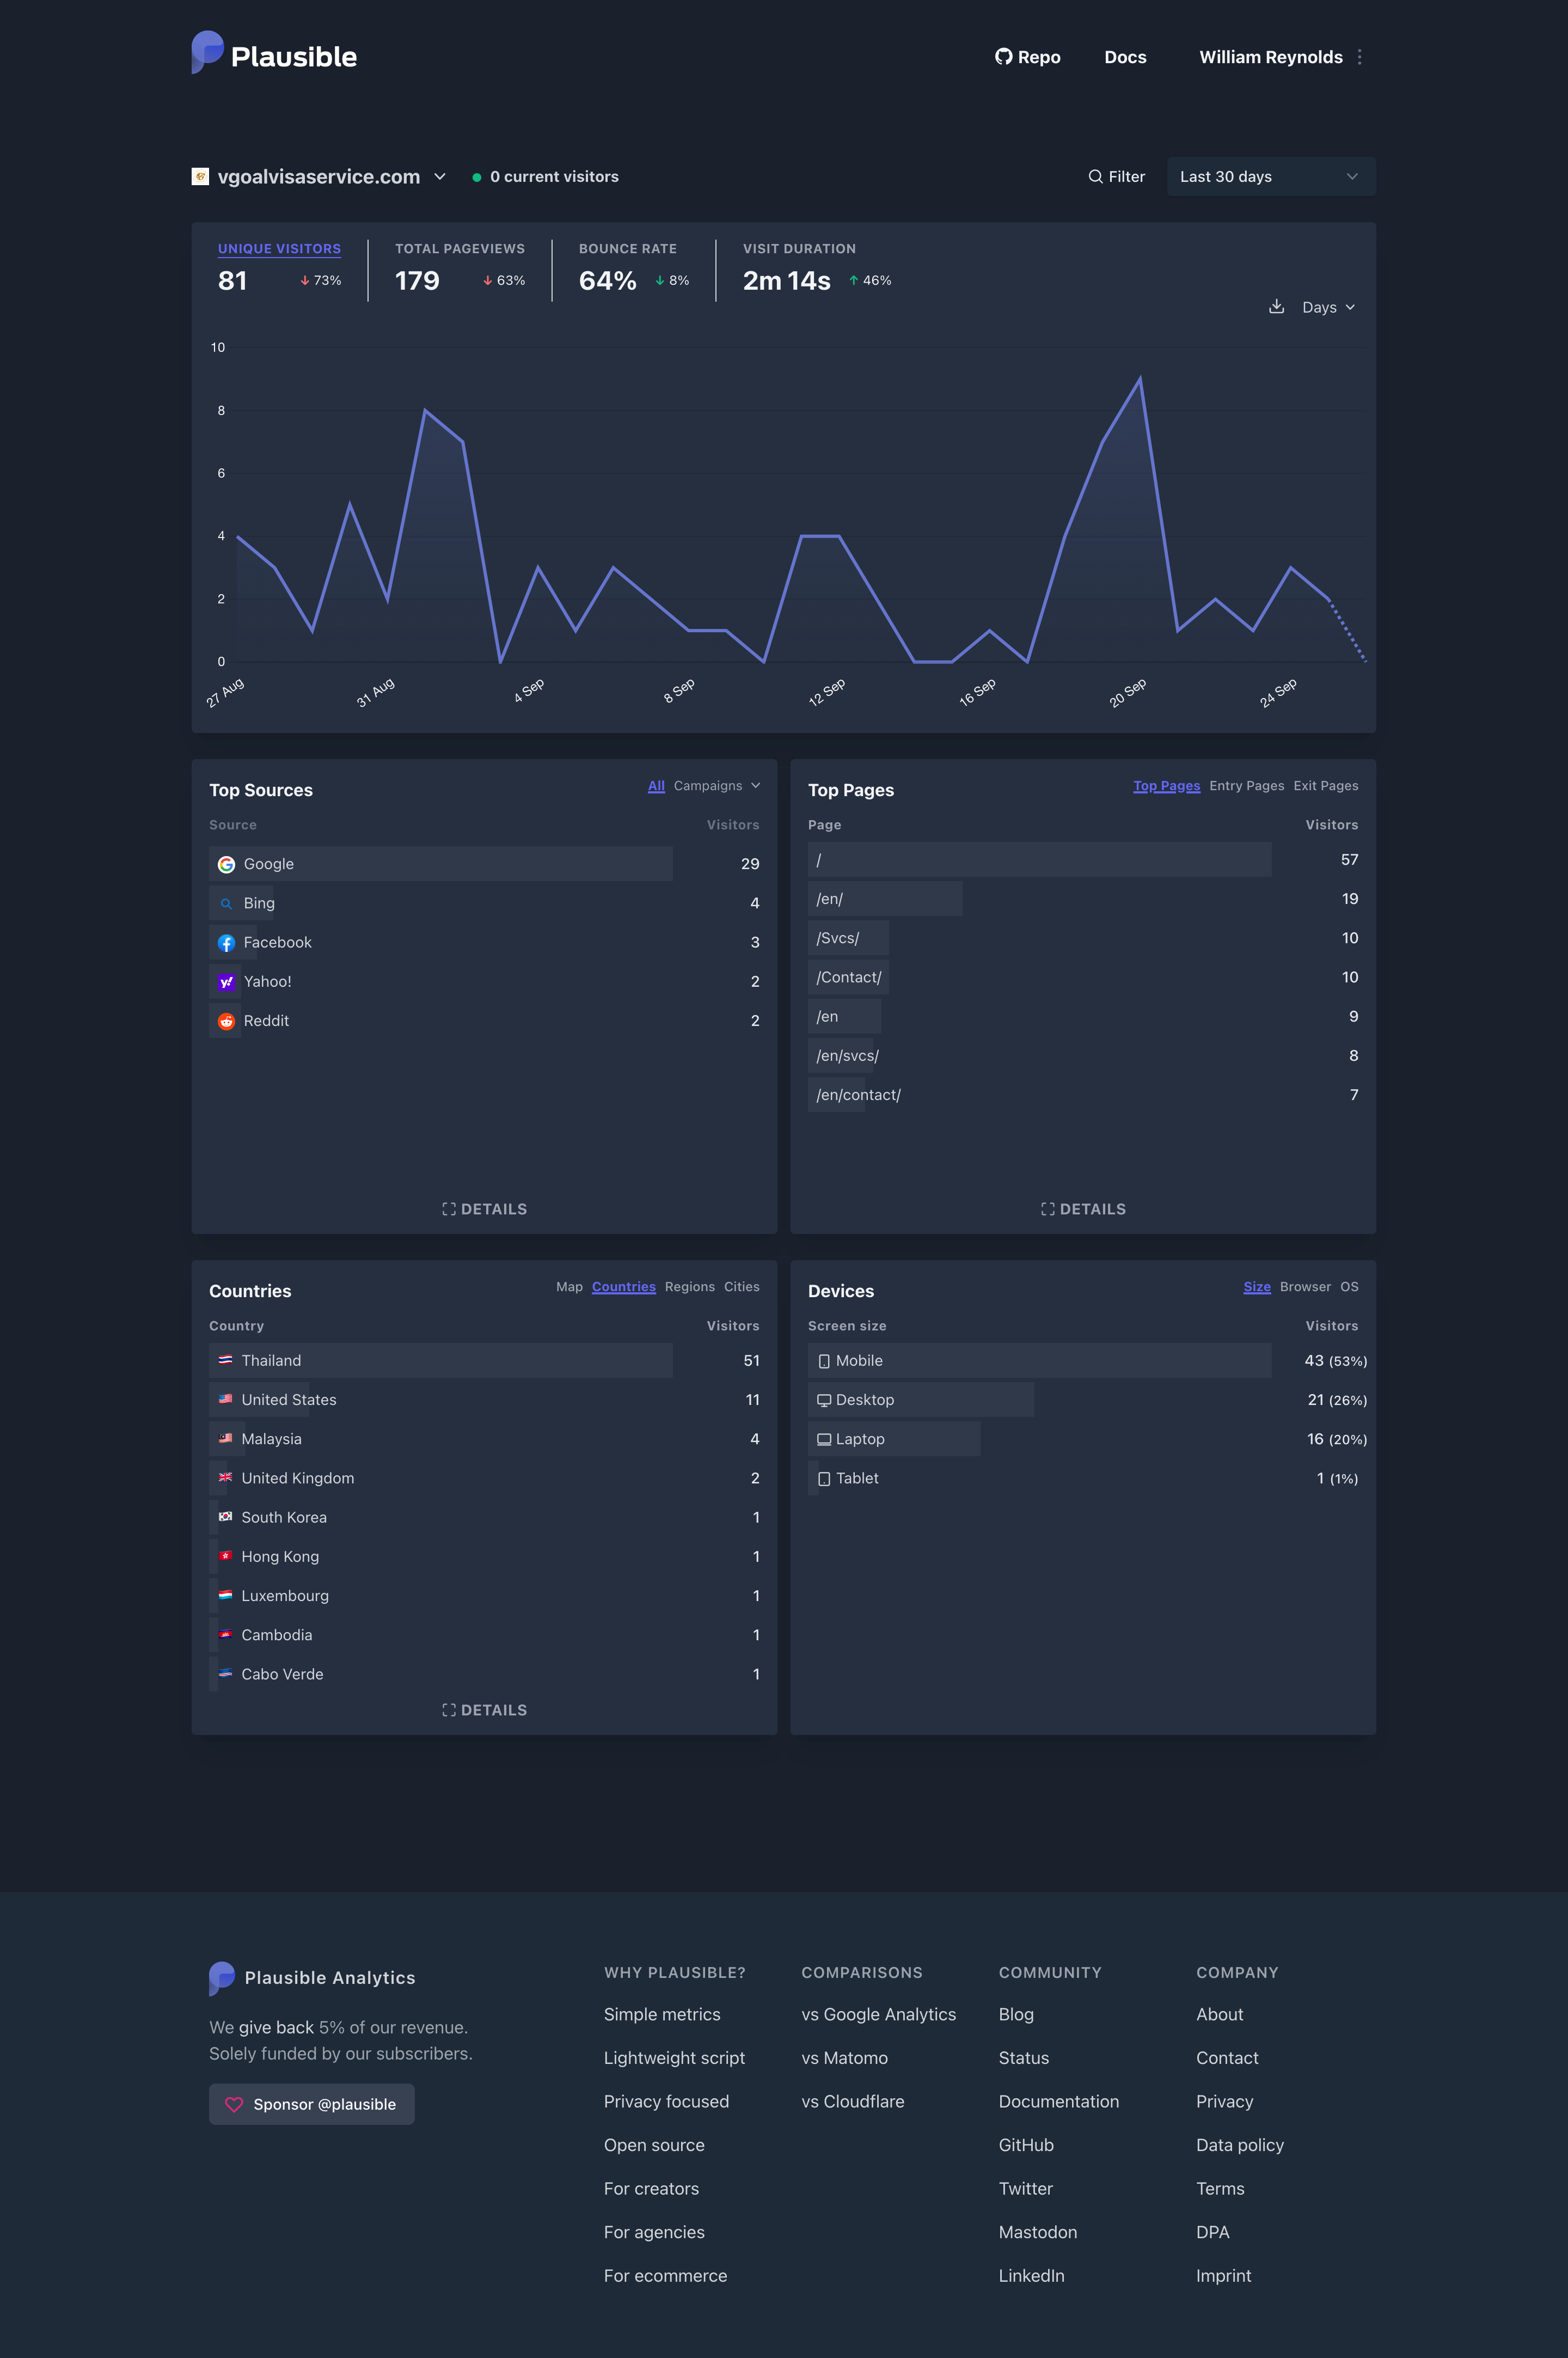 Plausible
Repo Docs William Reynolds
vgoalvisaservice.com 0 current visitors Filter Last 30 days
UNIQUE VISITORS TOTAL PAGEVIEWS BOUNCE RATE VISIT DURATION
81 73% 179 63% 64% 8% 2m 14s 46%
Days
10
8
6
4
2
0
27 Aug 31 Aug 4 Sep 8 Sep 12 Sep 16 Sep 20 Sep 24 Sep
Top Sources All Campaigns
Source Visitors
Google 29
Bing 4
Facebook 3
Yahoo! 2
Reddit 2
DETAILS
Top Pages Top Pages Entry Pages Exit Pages
Page Visitors
/ 57
/en/ 19
/Svcs/ 10
/Contact/ 10
/en 9
/en/svcs/ 8
/en/contact/ 7
DETAILS
Countries Map Countries Regions Cities
Country Visitors
Thailand 51
United States 11
Malaysia 4
United Kingdom 2
South Korea 1
Hong Kong 1
Luxembourg 1
Cambodia 1
Cabo Verde 1
DETAILS
Devices Size Browser OS
Screen size Visitors
Mobile 43 (53%)
Desktop 21 (26%)
Laptop 16 (20%)
Tablet 1 (1%)
Plausible Analytics
We give back 5% of our revenue.
Solely funded by our subscribers.
Sponsor @plausible
WHY PLAUSIBLE?
Simple metrics
Lightweight script
Privacy focused
Open source
For creators
For agencies
For ecommerce
COMPARISONS
vs Google Analytics
vs Matomo
vs Cloudflare
COMMUNITY
Blog
Status
Documentation
GitHub
Twitter
Mastodon
LinkedIn
COMPANY
About
Contact
Privacy
Data policy
Terms
DPA
Imprint